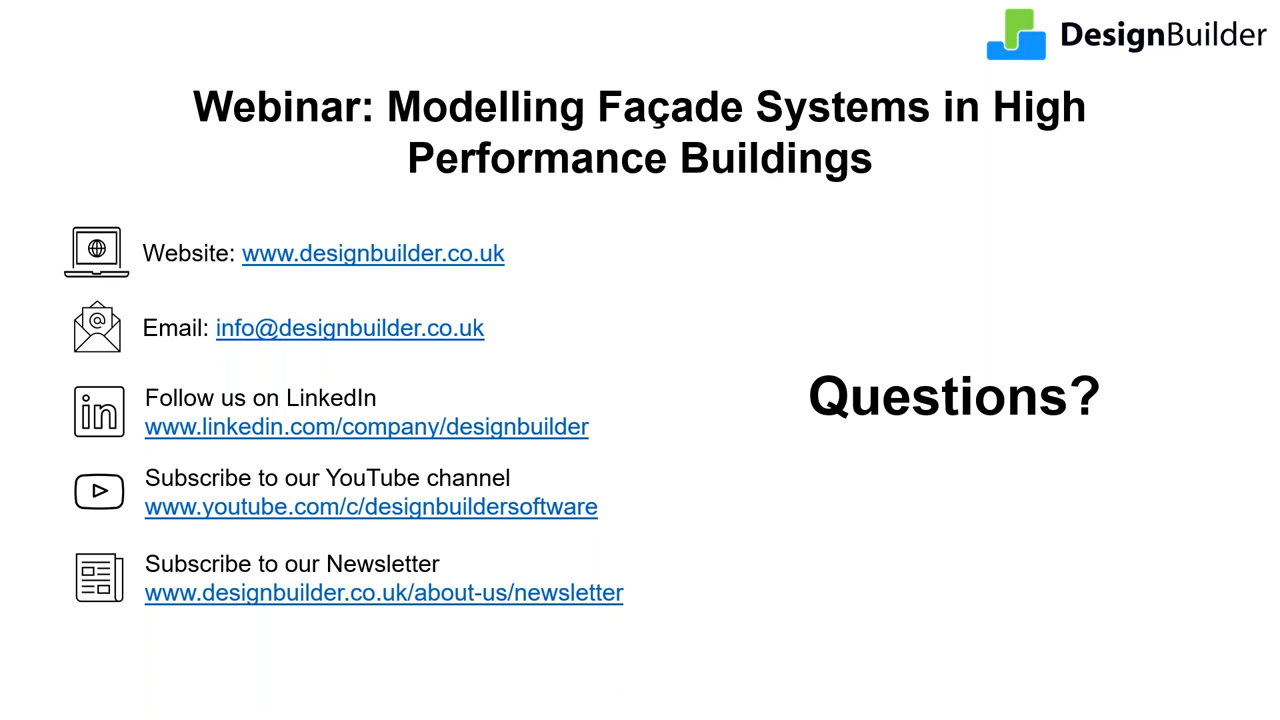 DesignBuilder
Webinar: Modelling Façade Systems in High
Performance Buildings
Website: www.designbuilder.co.uk
Email: info@designbuilder.co.uk
Follow us on LinkedIn
www.linkedin.com/company/designbuilder
Subscribe to our YouTube channel
www.youtube.com/c/designbuildersoftware
Subscribe to our Newsletter
www.designbuilder.co.uk/about-us/newsletter
Questions?